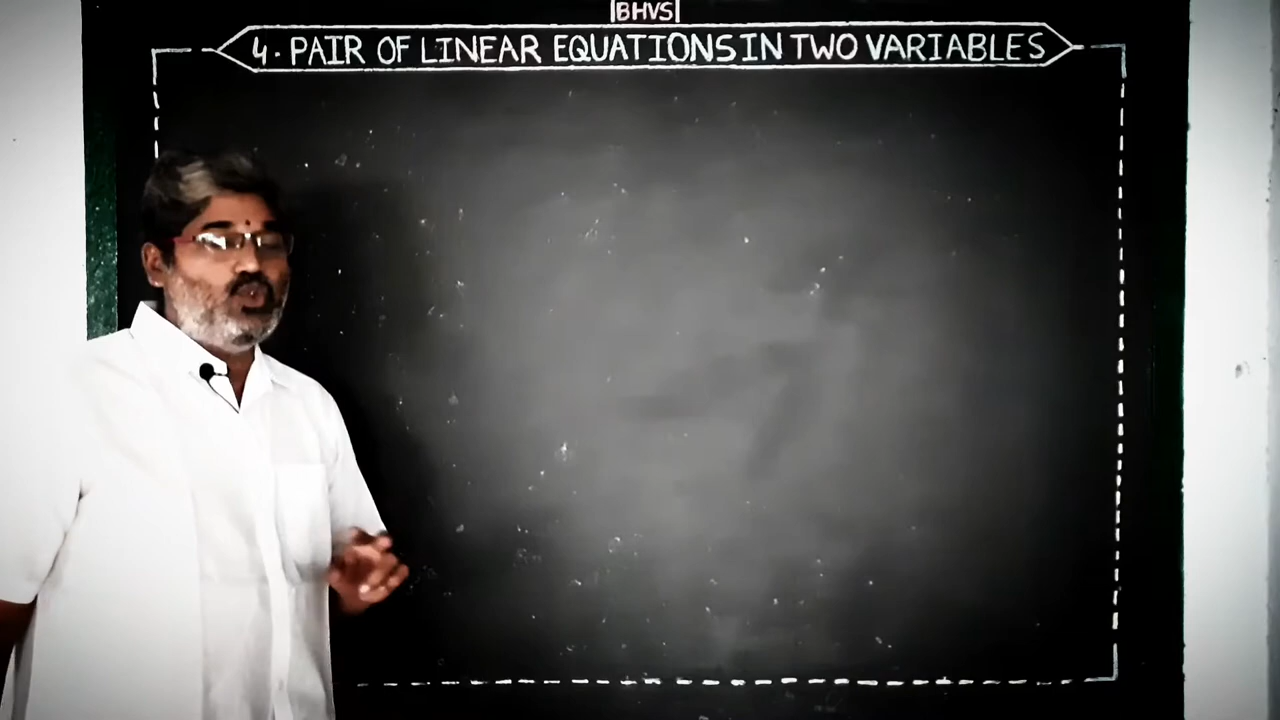 BHVS
4. PAIR OF LINEAR EQUATIONS IN TWO VARIABLES